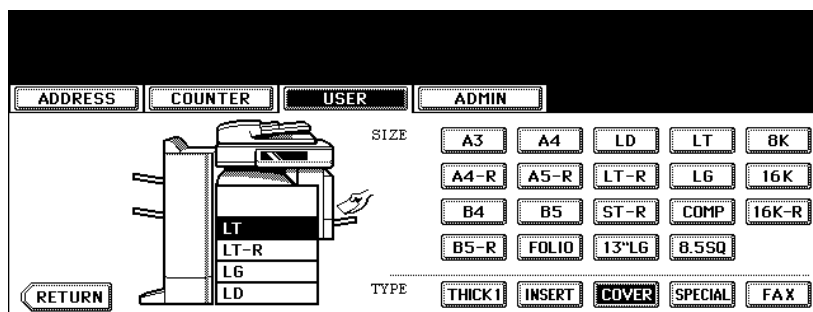 ADDRESS COUNTER USER ADMIN
SIZE A3 A4 LD LT 8K
A4-R A5-R LT-R LG 16K
B4 B5 ST-R COMP 16K-R
LT
B5-R FOLIO 13"LG 8.5SQ
LT-R
LG
RETURN LD TYPE THICK1 INSERT COVER SPECIAL FAX